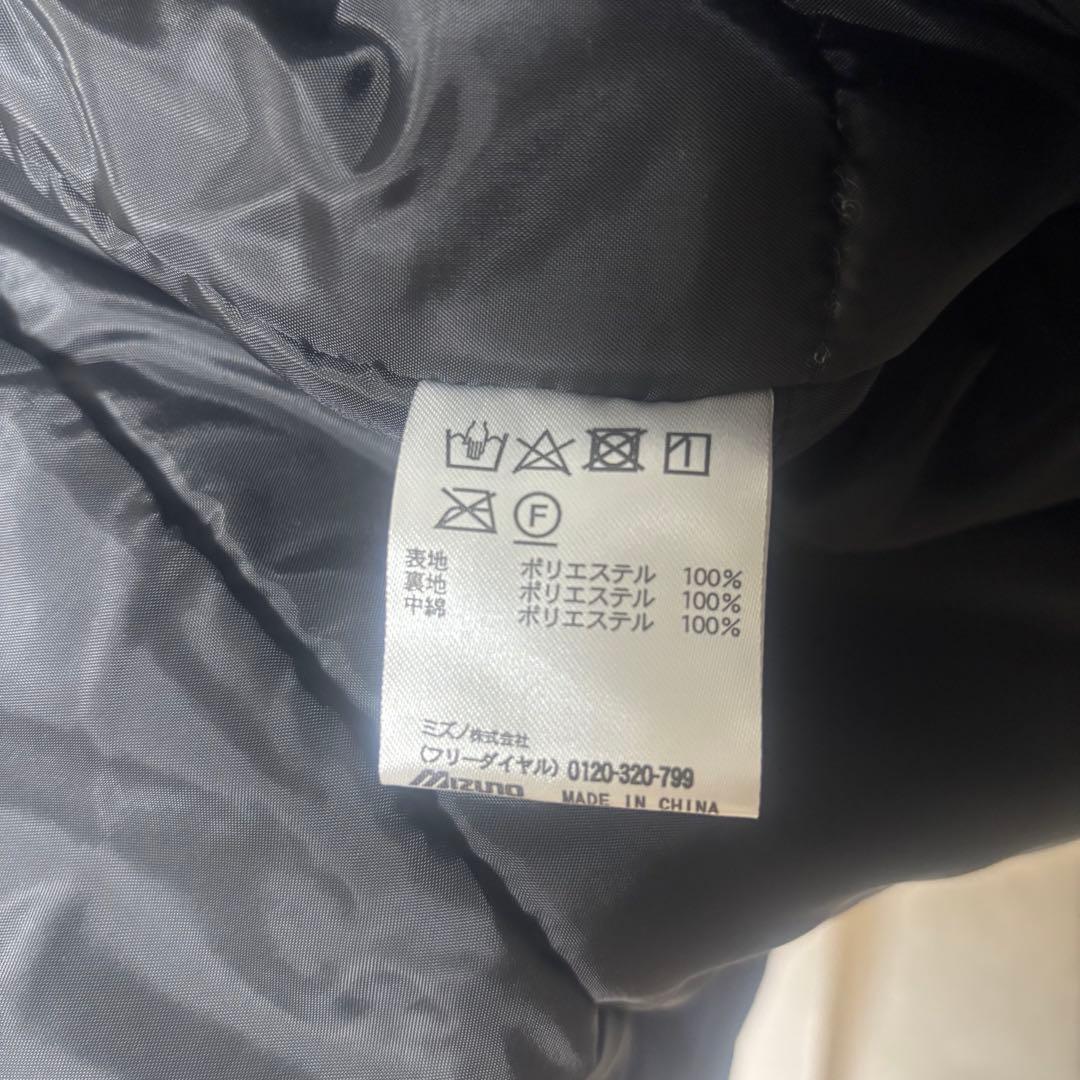 F
表地 ポリエステル 100%
裏地 ポリエステル 100%
中綿 ポリエステル 100%
ミズノ株式会社
(フリーダイヤル) 0120-320-799
MIZUNO MADE IN CHINA